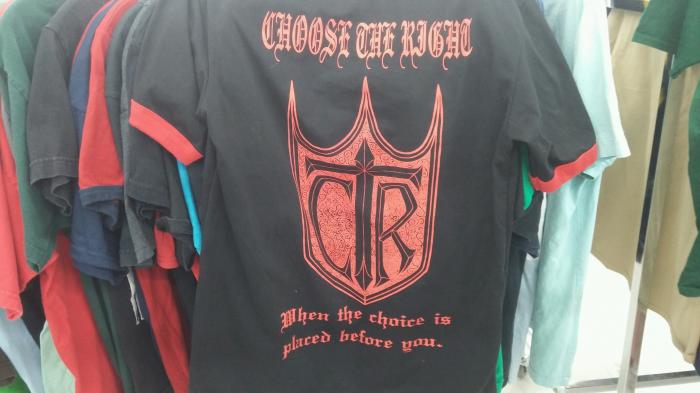 CHOOSE THE RIGHT
CTR
When the choice is
placed before you.